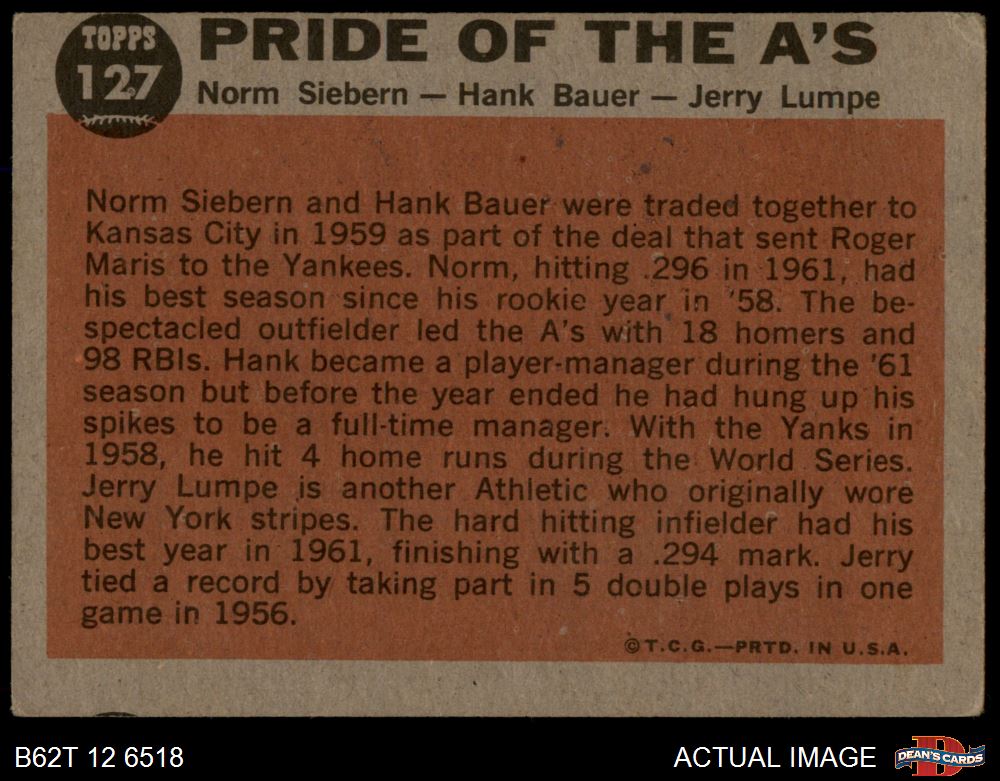 TOPPS
127
PRIDE OF THE A'S
Norm Siebern — Hank Bauer — Jerry Lumpe
Norm Siebern and Hank Bauer were traded together to
Kansas City in 1959 as part of the deal that sent Roger
Maris to the Yankees. Norm, hitting .296 in 1961, had
his best season since his rookie year in '58. The be-
spectacled outfielder led the A's with 18 homers and
98 RBIs. Hank became a player-manager during the '61
season but before the year ended he had hung up his
spikes to be a full-time manager. With the Yanks in
1958, he hit 4 home runs during the World Series.
Jerry Lumpe is another Athletic who originally wore
New York stripes. The hard hitting infielder had his
best year in 1961, finishing with a .294 mark. Jerry
tied a record by taking part in 5 double plays in one
game in 1956.
©T.C.G.—PRTD. IN U.S.A.
B62T 12 6518
ACTUAL IMAGE
D
DEAN'S CARDS